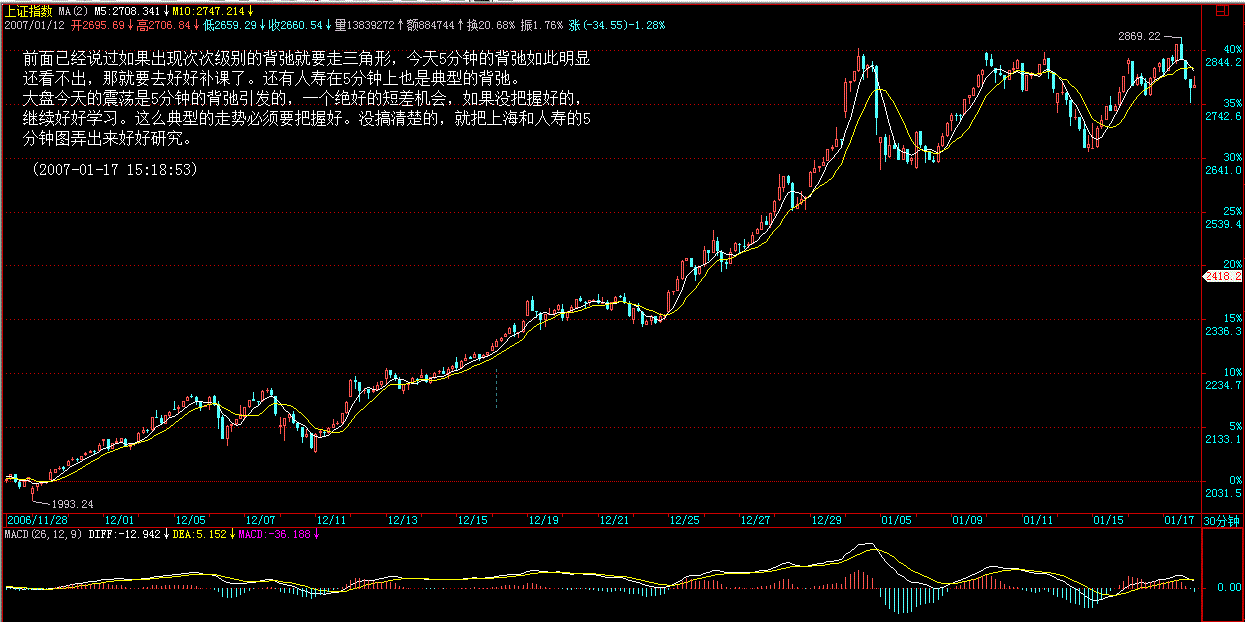 上证指数 MA(2) M5:2708.341↓M10:2747.214↓
2007/01/12 开2695.69↓高2706.84↓低2659.29↓收2660.54↓量13839272↑额884744↑换20.68% 振1.76% 涨(-34.55)-1.28%
前面已经说过如果出现次次级别的背弛就要走三角形，今天5分钟的背弛如此明显
还看不出，那就要去好好补课了。还有人寿在5分钟上也是典型的背弛。
大盘今天的震荡是5分钟的背弛引发的，一个绝好的短差机会，如果没把握好的，
继续好好学习。这么典型的走势必须要把握好。没搞清楚的，就把上海和人寿的5
分钟图弄出来好好研究。
(2007-01-17 15:18:53)
2869.22
40%
2844.2
35%
2742.6
30%
2641.0
25%
2539.4
20%
2418.2
15%
2336.3
10%
2234.7
5%
2133.1
0%
2031.5
1993.24
2006/11/28 12/01 12/05 12/07 12/11 12/13 12/15 12/19 12/21 12/25 12/27 12/29 01/05 01/09 01/11 01/15 01/17 30分钟
MACD(26,12,9) DIFF:-12.942↓DEA:5.152↓MACD:-36.188↓
0.00